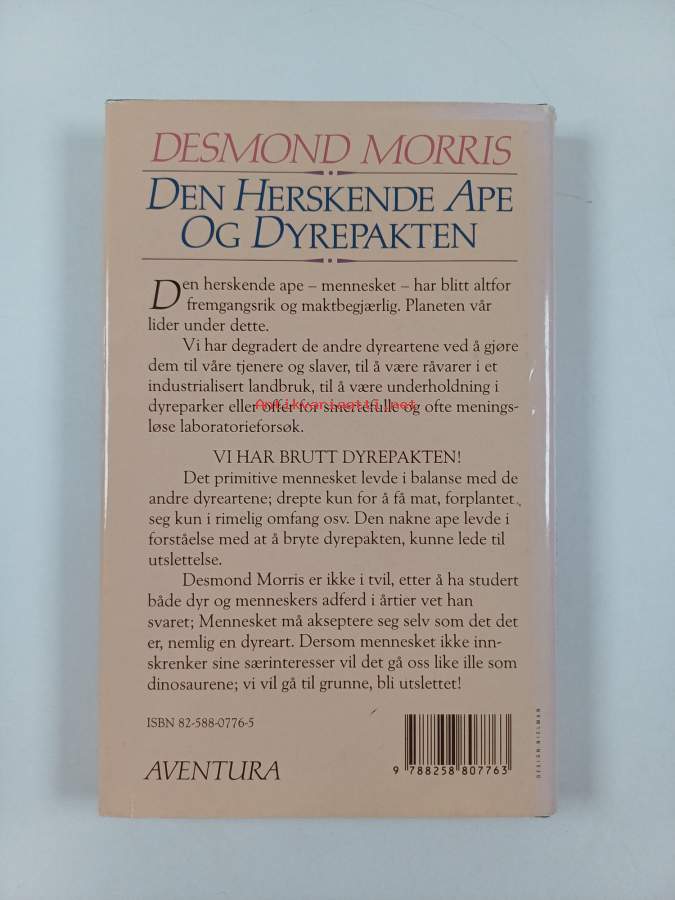 DESMOND MORRIS
DEN HERSKENDE APE
OG DYREPAKTEN
Den herskende ape – mennesket – har blitt altfor
fremgangsrik og maktbegjærlig. Planeten vår
lider under dette.
Vi har degradert de andre dyreartene ved å gjøre
dem til våre tjenere og slaver, til å være råvarer i et
industrialisert landbruk, til å være underholdning i
dyreparker eller offer for smertefulle og ofte menings-
Antikvariaatti.net
løse laboratorieforsøk.
VI HAR BRUTT DYREPAKTEN!
Det primitive mennesket levde i balanse med de
andre dyreartene; drepte kun for å få mat, forplantet
seg kun i rimelig omfang osv. Den nakne ape levde i
forståelse med at å bryte dyrepakten, kunne lede til
utslettelse.
Desmond Morris er ikke i tvil, etter å ha studert
både dyr og menneskers adferd i årtier vet han
svaret; Mennesket må akseptere seg selv som det det
er, nemlig en dyreart. Dersom mennesket ikke inn-
skrenker sine særinteresser vil det gå oss like ille som
dinosaurene; vi vil gå til grunne, bli utslettet!
ISBN 82-588-0776-5
AVENTURA
9 788258 807763
DESIGN: NIELMAN